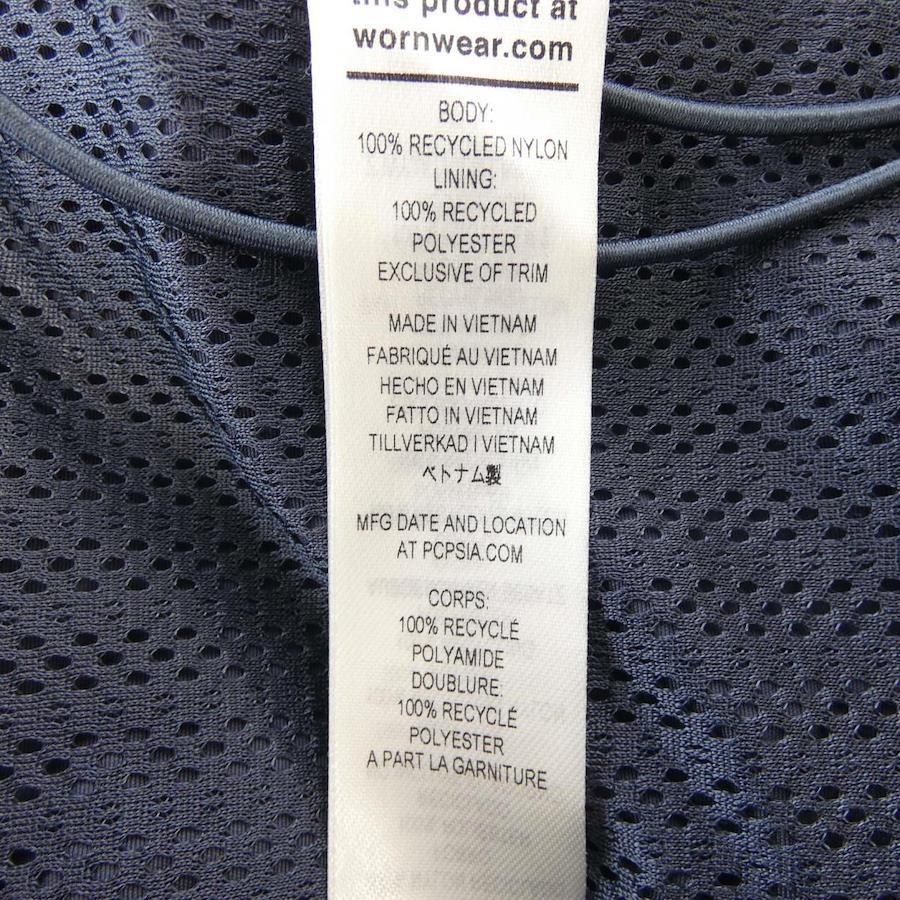 this product at
wornwear.com
BODY:
100% RECYCLED NYLON
LINING:
100% RECYCLED
POLYESTER
EXCLUSIVE OF TRIM
MADE IN VIETNAM
FABRIQUÉ AU VIETNAM
HECHO EN VIETNAM
FATTO IN VIETNAM
TILLVERKAD I VIETNAM
ベトナム製
MFG DATE AND LOCATION
AT PCPSIA.COM
CORPS:
100% RECYCLÉ
POLYAMIDE
DOUBLURE:
100% RECYCLÉ
POLYESTER
A PART LA GARNITURE